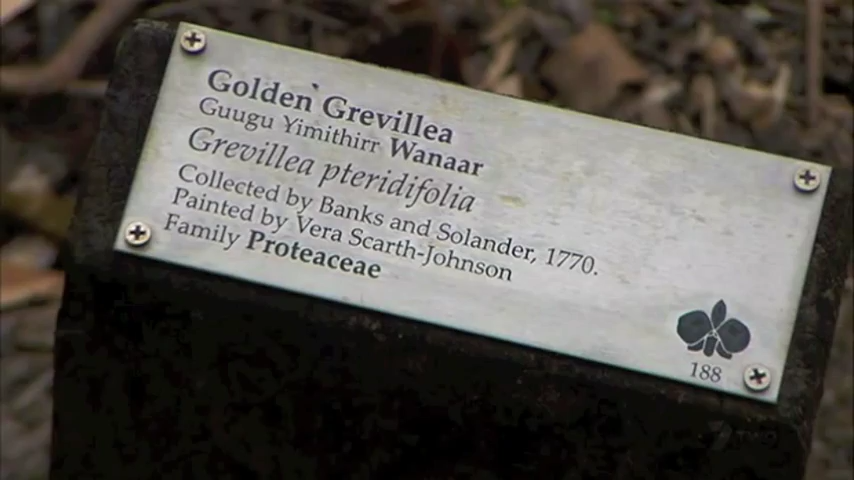 Golden Grevillea
Guugu Yimithirr Wanaar
Grevillea pteridifolia
Collected by Banks and Solander, 1770.
Painted by Vera Scarth-Johnson
Family Proteaceae
188